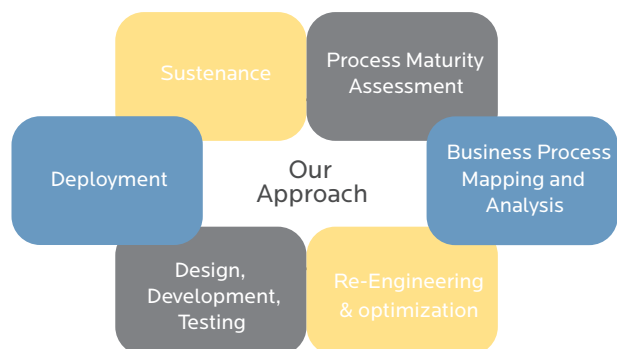 Sustenance
Process Maturity
Assessment
Deployment
Our
Approach
Business Process
Mapping and
Analysis
Design,
Development,
Testing
Re-Engineering
& optimization